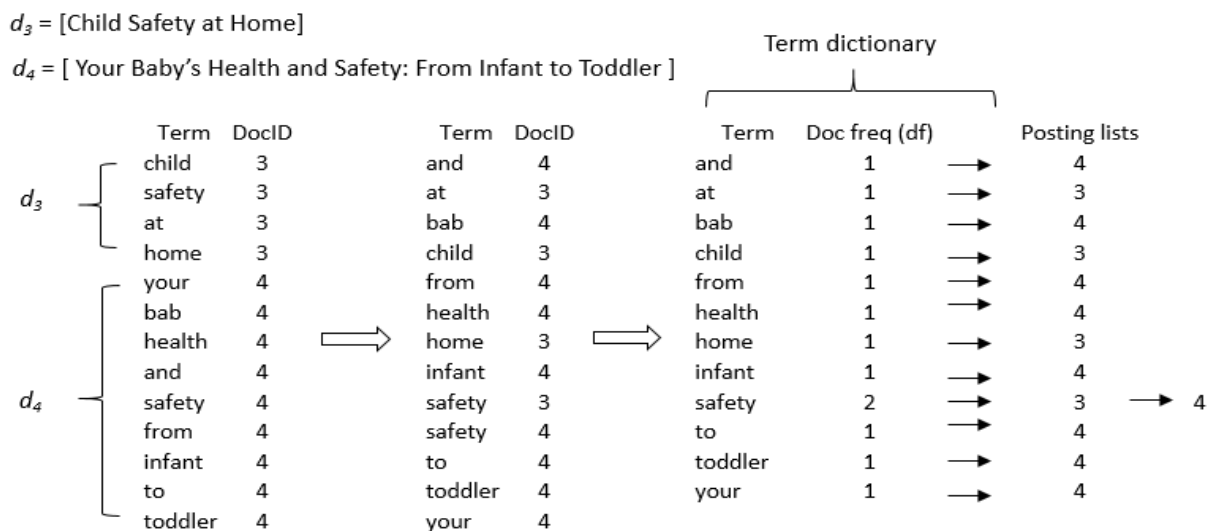 d3 = [Child Safety at Home]
Term dictionary
d4 = [ Your Baby's Health and Safety: From Infant to Toddler ]
Term DocID Term DocID Term Doc freq (df) Posting lists
child 3 and 4 and 1 4
safety 3 at 3 at 1 3
d3
at 3 bab 4 bab 1 4
home 3 child 3 child 1 3
your 4 from 4 from 1 4
bab 4 health 4 health 1 4
health 4 home 3 home 1 3
and 4 infant 4 infant 1 4
d4
safety 4 safety 3 safety 2 3 4
from 4 safety 4 to 1 4
infant 4 to 4 toddler 1 4
to 4 toddler 4 your 1 4
toddler 4 your 4